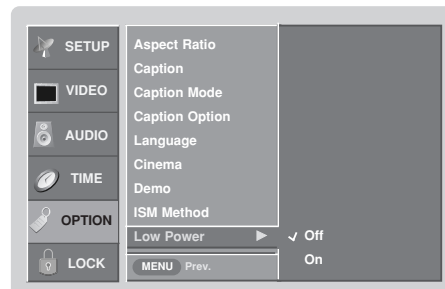 SETUP
VIDEO
AUDIO
TIME
OPTION
LOCK
Aspect Ratio
Caption
Caption Mode
Caption Option
Language
Cinema
Demo
ISM Method
Low Power
MENU Prev.
Off
On